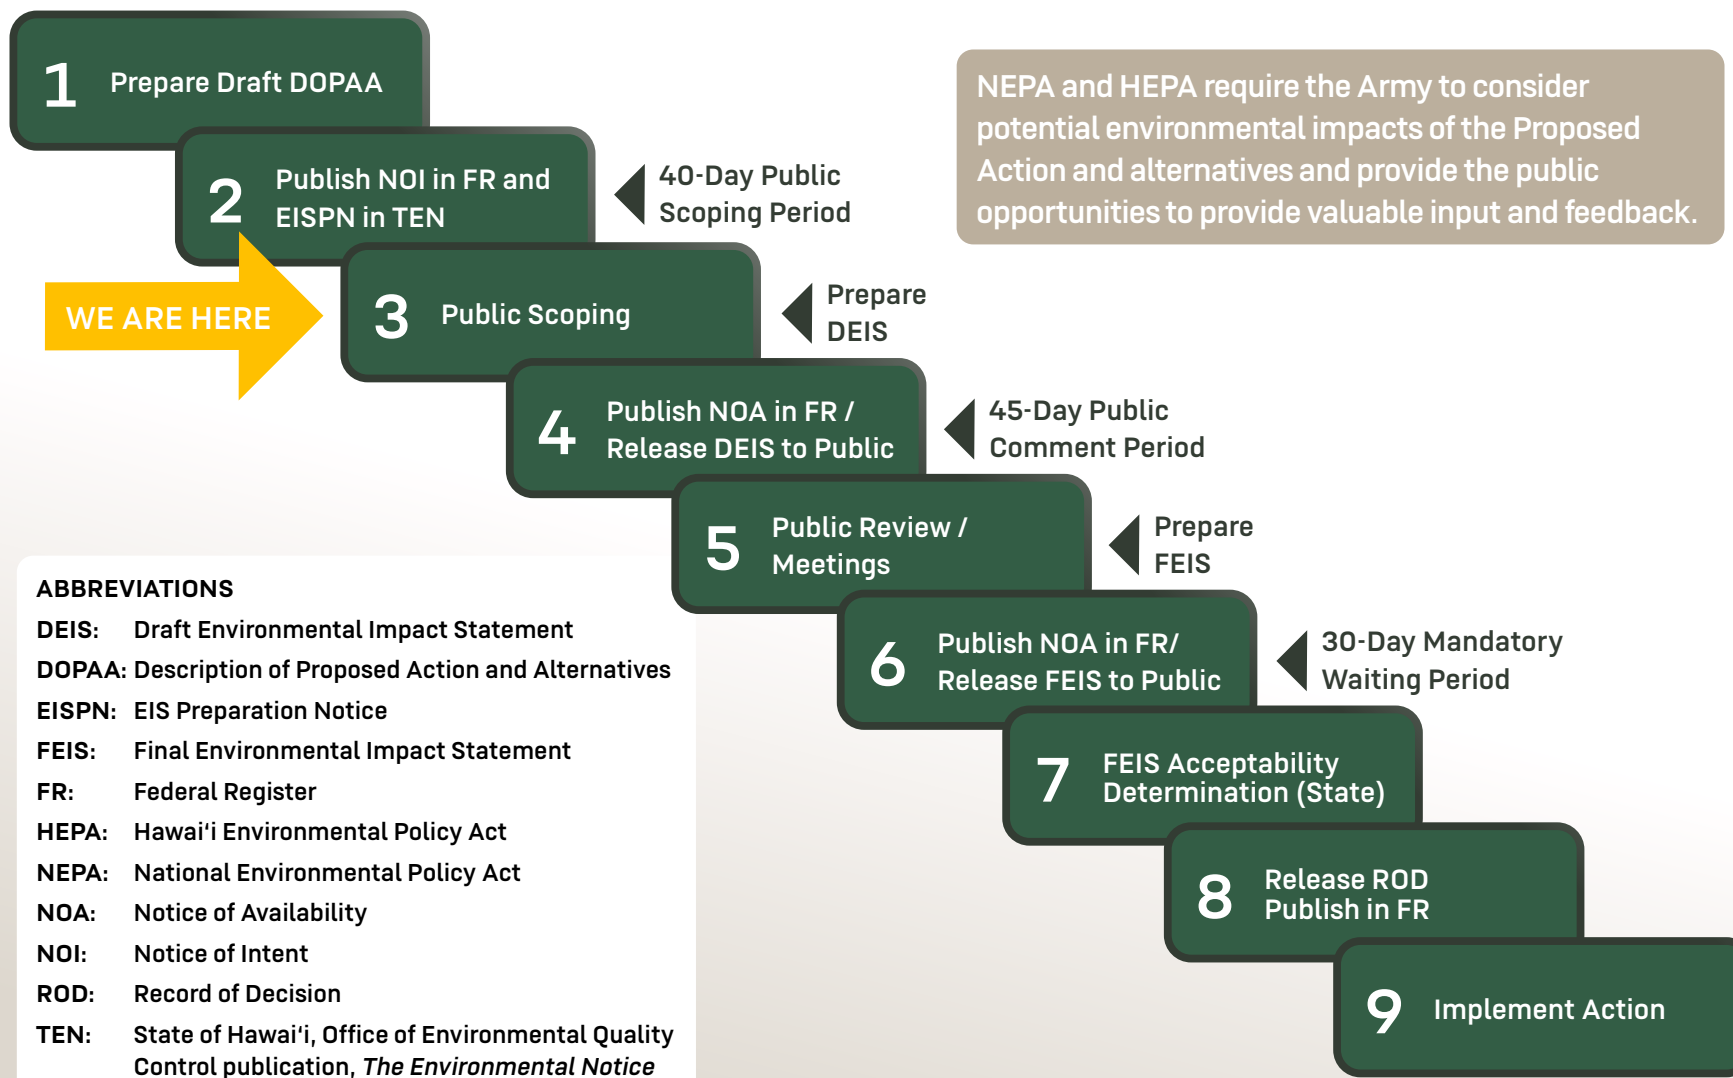 1 Prepare Draft DOPAA
NEPA and HEPA require the Army to consider
potential environmental impacts of the Proposed
Action and alternatives and provide the public
opportunities to provide valuable input and feedback.
2 Publish NOI in FR and
EISPN in TEN
40-Day Public
Scoping Period
WE ARE HERE
3 Public Scoping
Prepare
DEIS
4 Publish NOA in FR /
Release DEIS to Public
45-Day Public
Comment Period
5 Public Review /
Meetings
Prepare
FEIS
6 Publish NOA in FR/
Release FEIS to Public
30-Day Mandatory
Waiting Period
7 FEIS Acceptability
Determination (State)
8 Release ROD
Publish in FR
9 Implement Action
ABBREVIATIONS
DEIS: Draft Environmental Impact Statement
DOPAA: Description of Proposed Action and Alternatives
EISPN: EIS Preparation Notice
FEIS: Final Environmental Impact Statement
FR: Federal Register
HEPA: Hawaiʻi Environmental Policy Act
NEPA: National Environmental Policy Act
NOA: Notice of Availability
NOI: Notice of Intent
ROD: Record of Decision
TEN: State of Hawaiʻi, Office of Environmental Quality
Control publication, The Environmental Notice